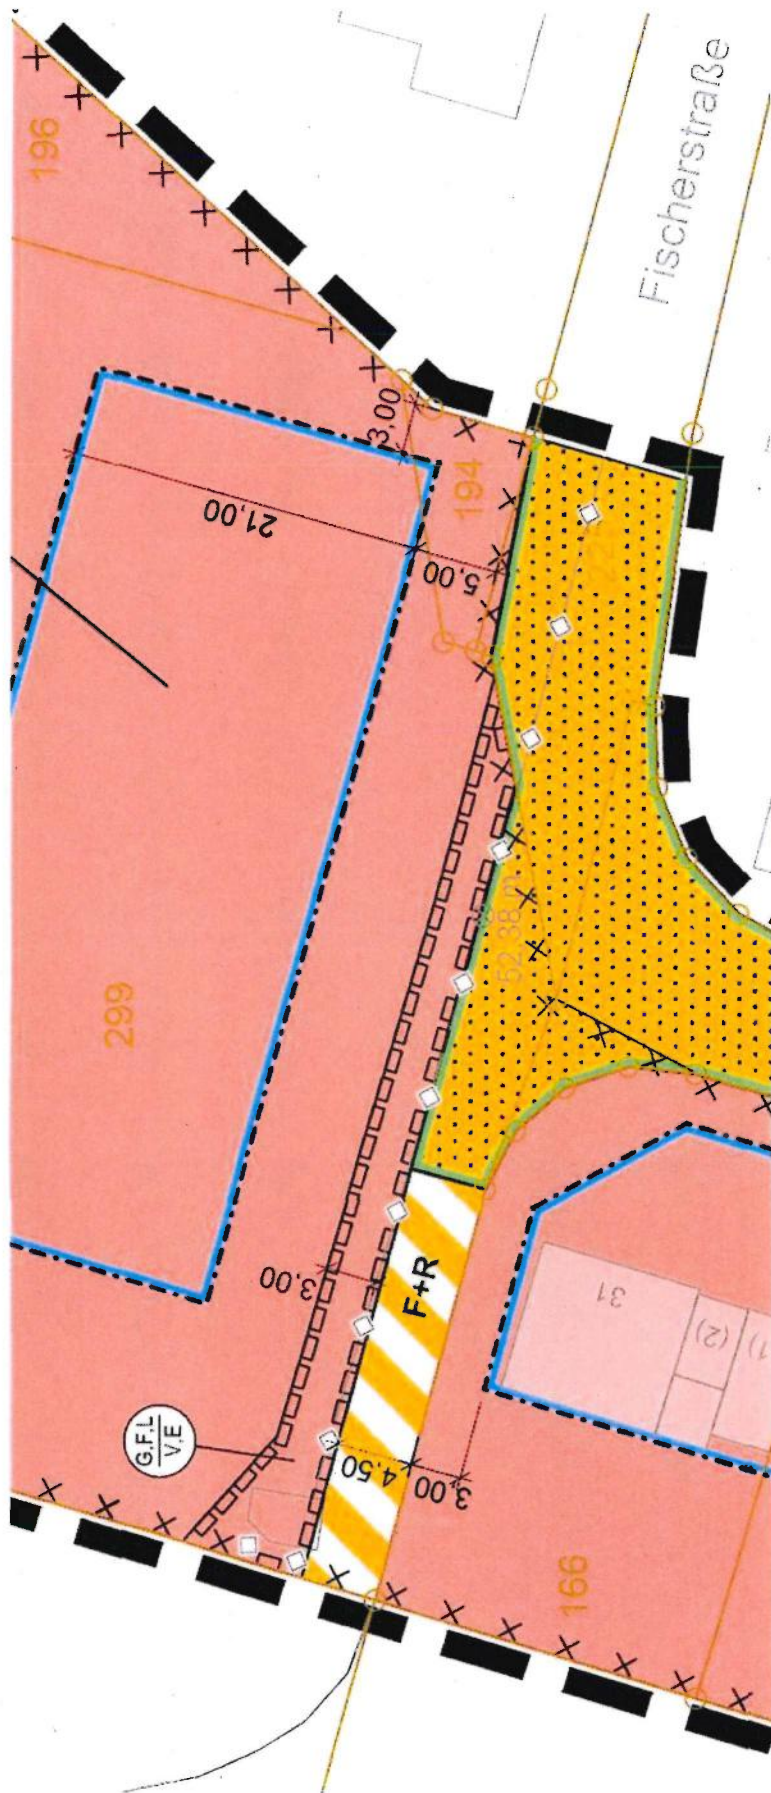 196
Fischerstraße
3,00
21,00
194
5,00
299
52.38 m
3,00
F+R
31
(2)
1)
G.F.L
V.E
4,50
3,00
166